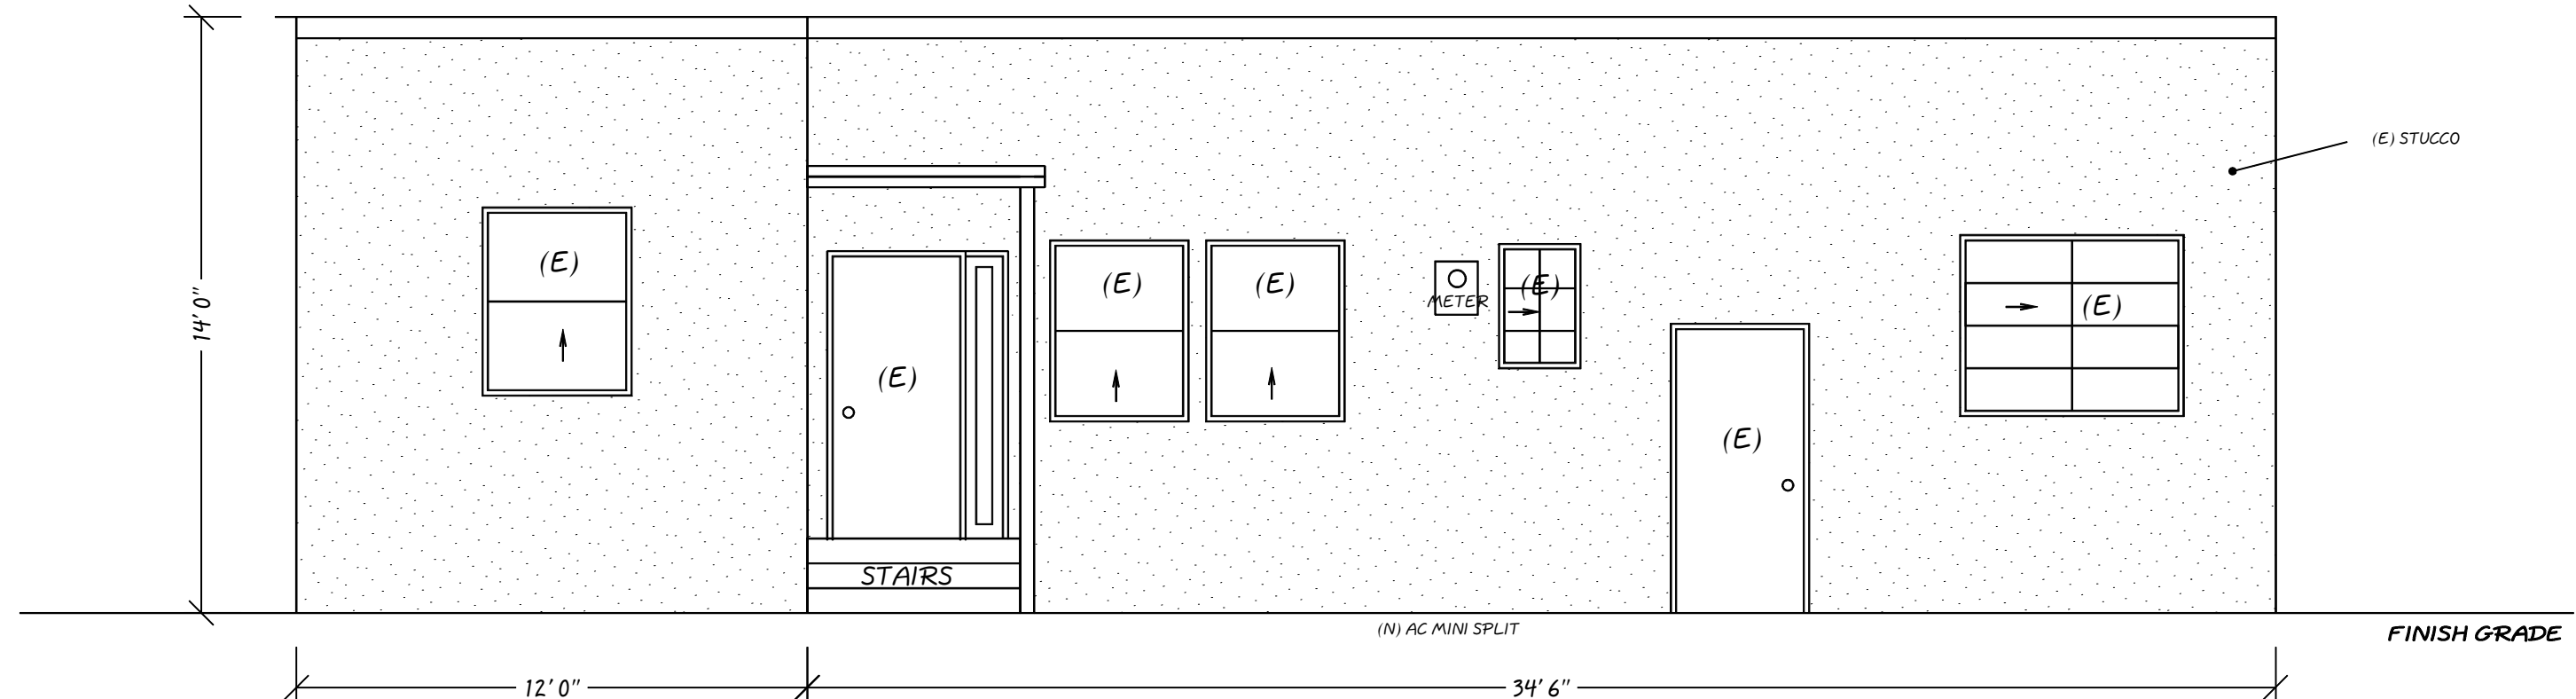 (E) STUCCO
(E)
(E)
(E)
(E)
METER
(E)
(E)
14'0"
(E)
(E)
STAIRS
(N) AC MINI SPLIT
FINISH GRADE
12'0"
34'6"